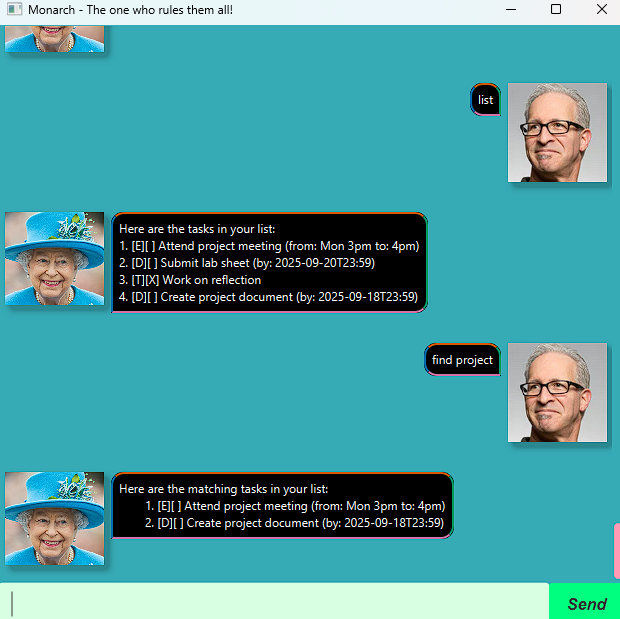 Monarch - The one who rules them all!
list
Here are the tasks in your list:
1. [E][ ] Attend project meeting (from: Mon 3pm to: 4pm)
2. [D][ ] Submit lab sheet (by: 2025-09-20T23:59)
3. [T][X] Work on reflection
4. [D][ ] Create project document (by: 2025-09-18T23:59)
find project
Here are the matching tasks in your list:
1. [E][ ] Attend project meeting (from: Mon 3pm to: 4pm)
2. [D][ ] Create project document (by: 2025-09-18T23:59)
Send